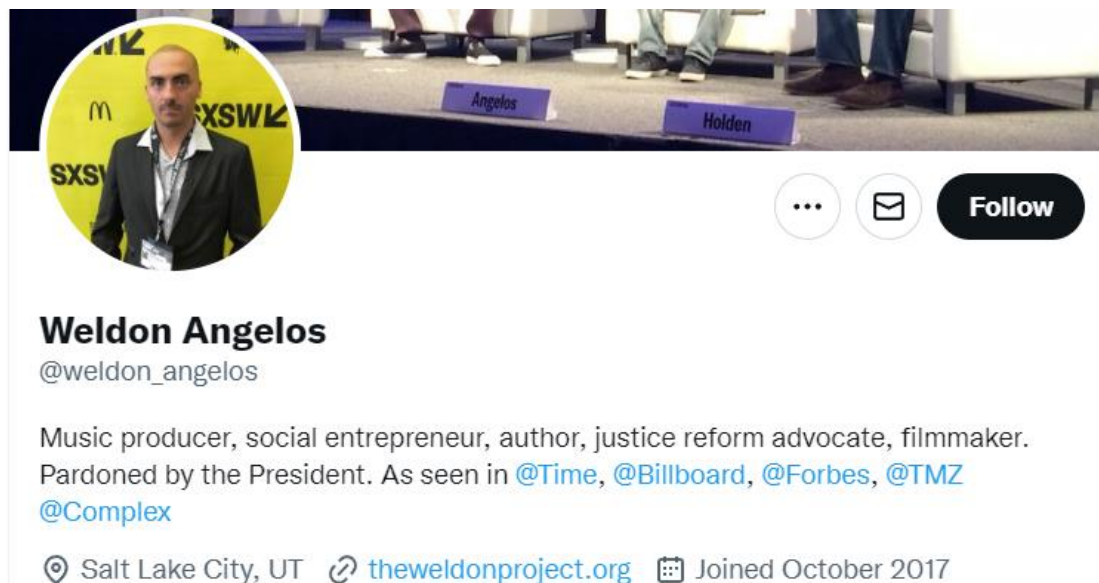 SXSW
SXSW
Angelos
Holden
Follow
Weldon Angelos
@weldon_angelos
Music producer, social entrepreneur, author, justice reform advocate, filmmaker.
Pardoned by the President. As seen in @Time, @Billboard, @Forbes, @TMZ
@Complex
Salt Lake City, UT theweldonproject.org Joined October 2017